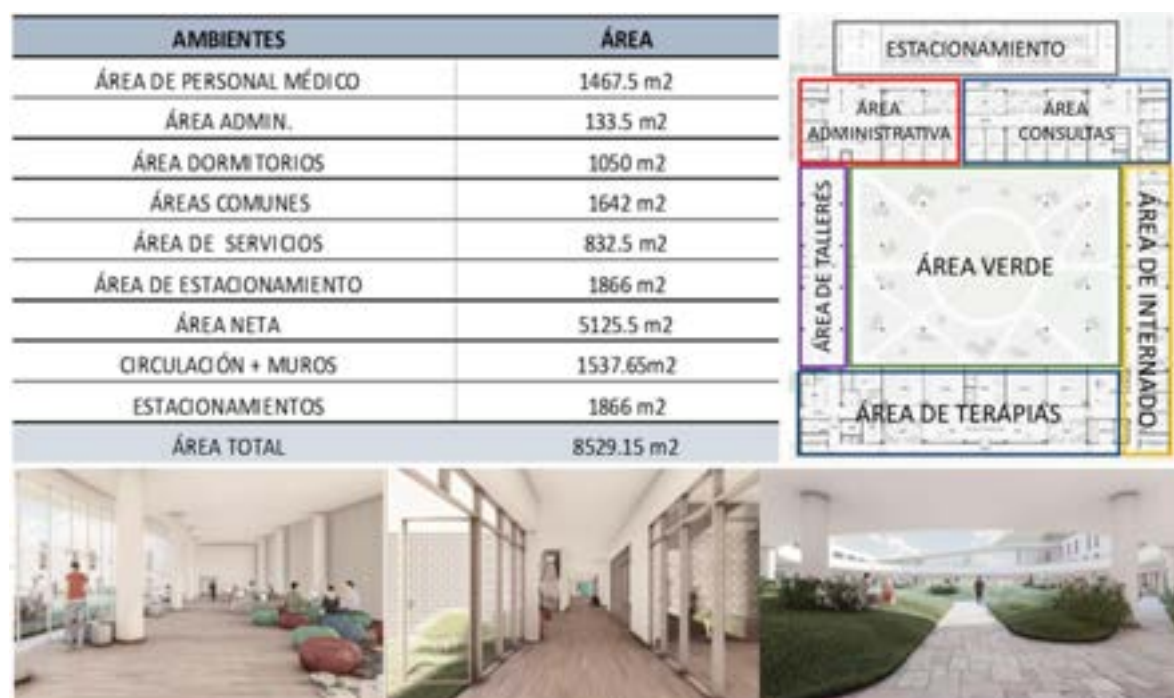 AMBIENTES ÁREA
ÁREA DE PERSONAL MÉDICO 1467.5 m2
ÁREA ADMIN. 133.5 m2
ÁREA DORMITORIOS 1050 m2
ÁREAS COMUNES 1642 m2
ÁREA DE SERVICIOS 832.5 m2
ÁREA DE ESTACIONAMIENTO 1866 m2
ÁREA NETA 5125.5 m2
CIRCULACIÓN + MUROS 1537.65m2
ESTACIONAMIENTOS 1866 m2
ÁREA TOTAL 8529.15 m2
ESTACIONAMIENTO
ÁREA
ADMINISTRATIVA
ÁREA
CONSULTAS
ÁREA DE TALLERES
ÁREA VERDE
ÁREA DE INTERNADO
ÁREA DE TERÁPIAS